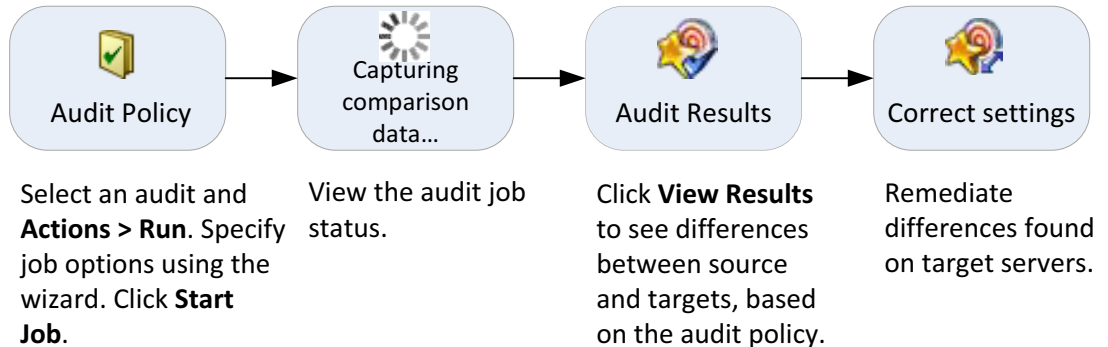 Audit Policy
Capturing
comparison
data...
Audit Results
Correct settings
Select an audit and
Actions > Run. Specify
job options using the
wizard. Click Start
Job.
View the audit job
status.
Click View Results
to see differences
between source
and targets, based
on the audit policy.
Remediate
differences found
on target servers.